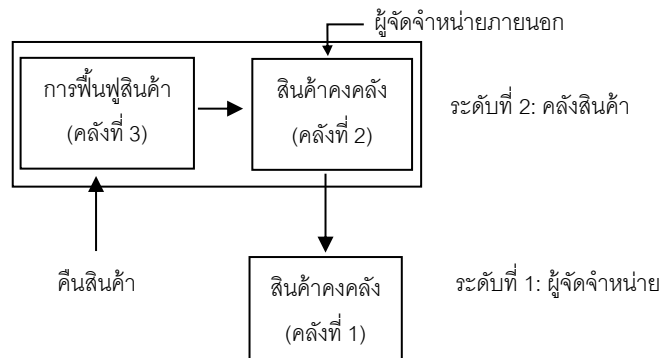 ผู้จัดจำหน่ายภายนอก
การฟื้นฟูสินค้า
(คลังที่ 3)
สินค้าคงคลัง
(คลังที่ 2)
ระดับที่ 2: คลังสินค้า
คืนสินค้า
สินค้าคงคลัง
(คลังที่ 1)
ระดับที่ 1: ผู้จัดจำหน่าย